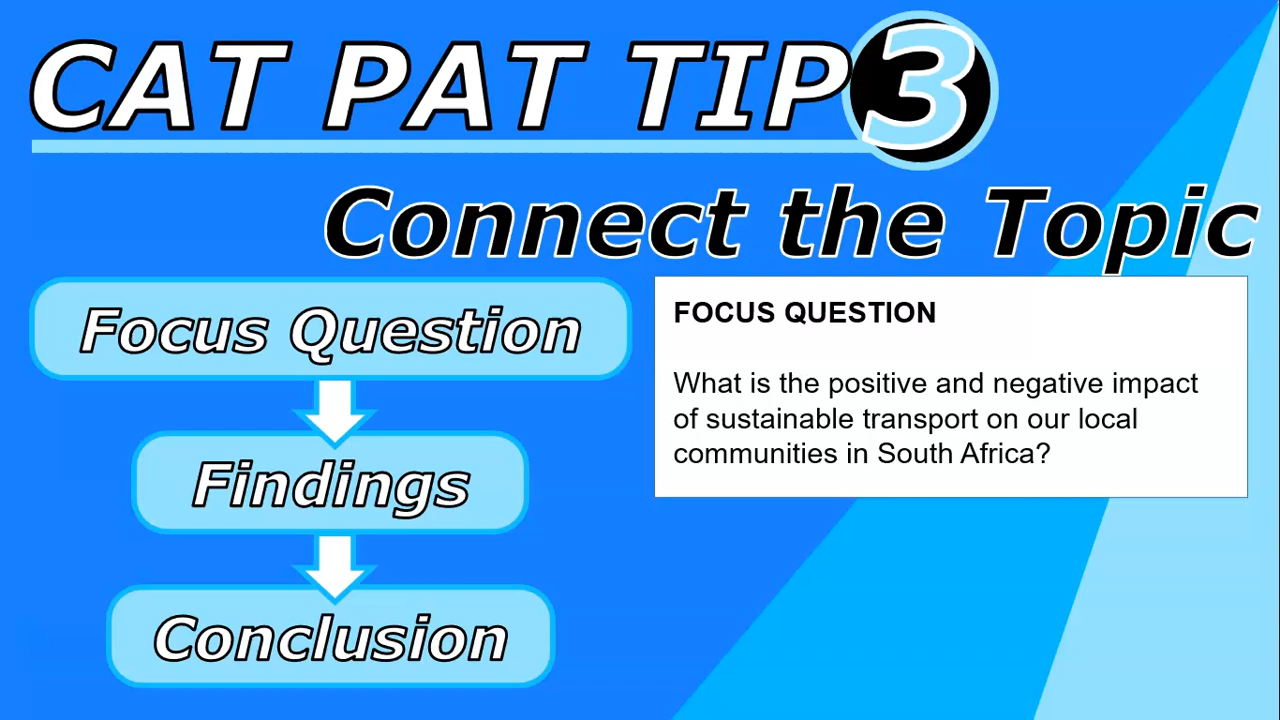 CAT PAT TIP 3
Connect the Topic
Focus Question
Findings
Conclusion
FOCUS QUESTION
What is the positive and negative impact
of sustainable transport on our local
communities in South Africa?